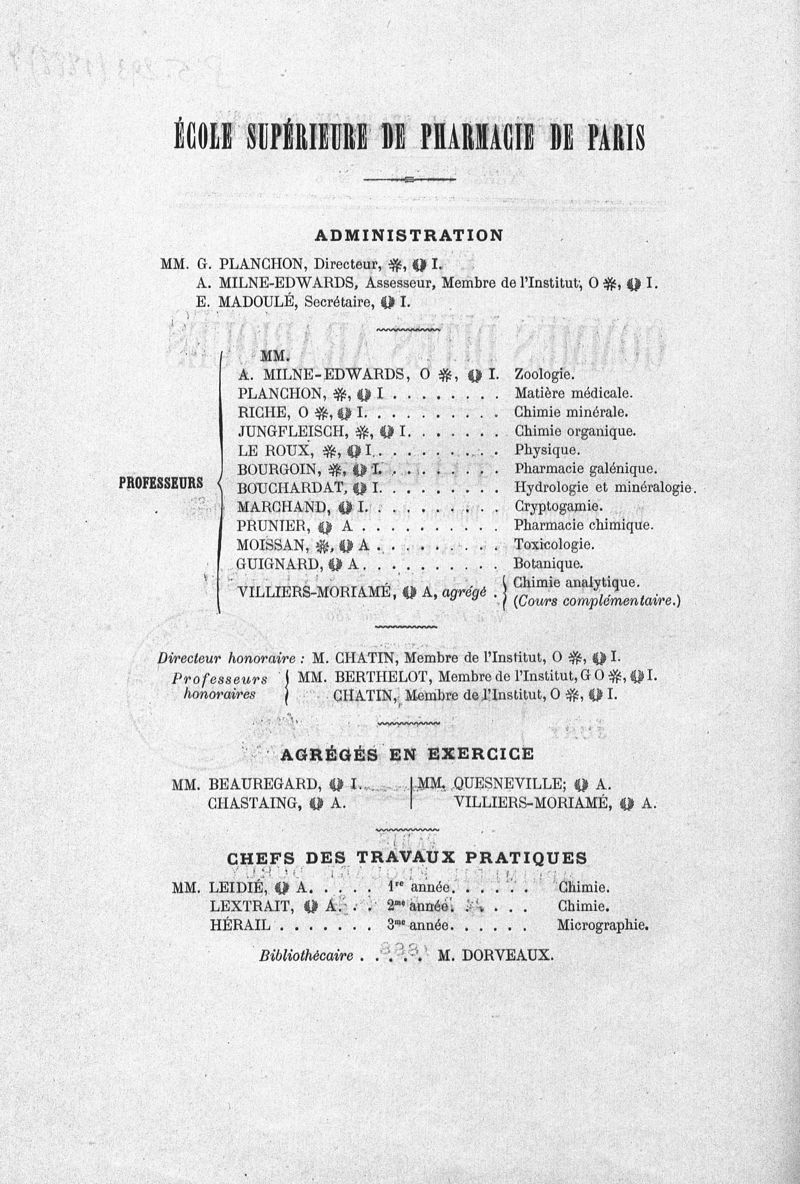 ÉCOLE SUPÉRIEURE DE PHARMACIE DE PARIS
ADMINISTRATION
MM. G. PLANCHON, Directeur, ❋, ❦ I.
A. MILNE-EDWARDS, Assesseur, Membre de l'Institut, O ❋, ❦ I.
E. MADOULÉ, Secrétaire, ❦ I.
PROFESSEURS
MM.
A. MILNE-EDWARDS, O ❋, ❦ I. Zoologie.
PLANCHON, ❋, ❦ I . . . . . . . . Matière médicale.
RICHE, O ❋, ❦ I. . . . . . . . . . Chimie minérale.
JUNGFLEISCH, ❋, ❦ I. . . . . . . Chimie organique.
LE ROUX, ❋, ❦ I. . . . . . . . . Physique.
BOURGOIN, ❋, ❦ I. . . . . . . . Pharmacie galénique.
BOUCHARDAT, ❦ I. . . . . . . . Hydrologie et minéralogie.
MARCHAND, ❦ I. . . . . . . . . Cryptogamie.
PRUNIER, ❦ A . . . . . . . . . . Pharmacie chimique.
MOISSAN, ❋, ❦ A . . . . . . . . Toxicologie.
GUIGNARD, ❦ A. . . . . . . . . Botanique.
VILLIERS-MORIAMÉ, ❦ A, agrégé . { Chimie analytique.
(Cours complémentaire.)
Directeur honoraire : M. CHATIN, Membre de l'Institut, O ❋, ❦ I.
Professeurs honoraires { MM. BERTHELOT, Membre de l'Institut, G O ❋, ❦ I.
CHATIN, Membre de l'Institut, O ❋, ❦ I.
AGRÉGÉS EN EXERCICE
MM. BEAUREGARD, ❦ I. MM. QUESNEVILLE; ❦ A.
CHASTAING, ❦ A. VILLIERS-MORIAMÉ, ❦ A.
CHEFS DES TRAVAUX PRATIQUES
MM. LEIDIÉ, ❦ A. . . . . 1re année. . . . . . Chimie.
LEXTRAIT, ❦ A. . . 2me année. . . . . . Chimie.
HÉRAIL . . . . . . . 3me année. . . . . . Micrographie.
Bibliothécaire . . . . . M. DORVEAUX.